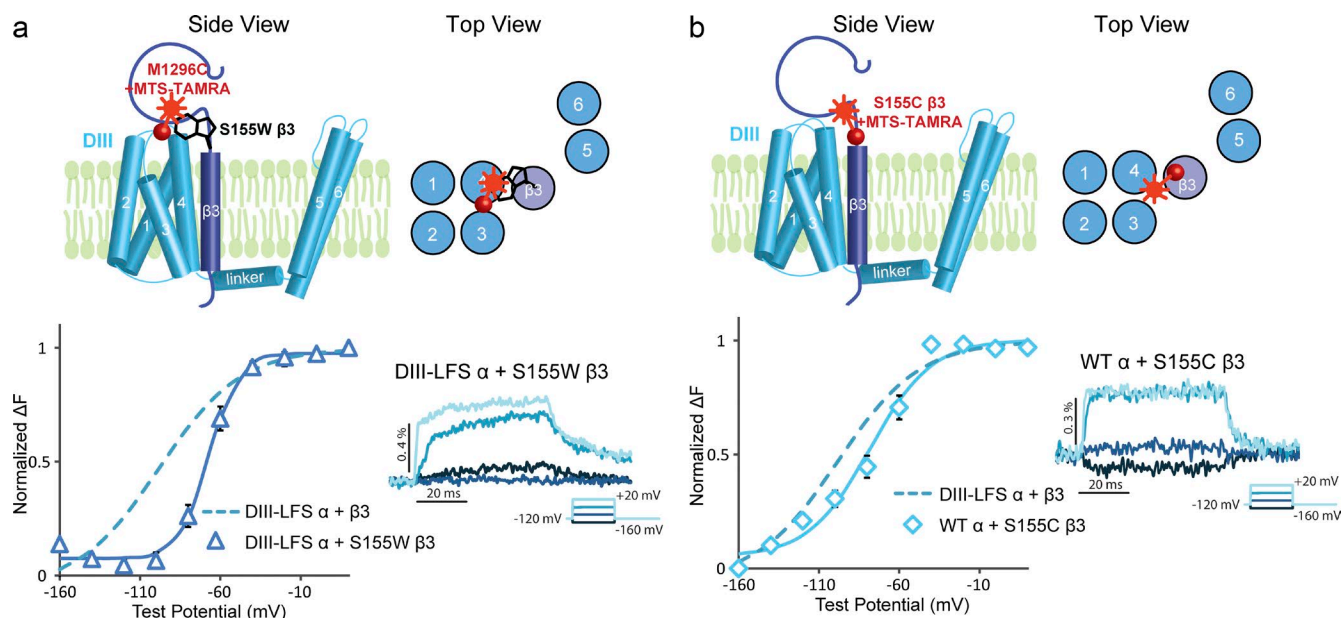 a
Side View
Top View
M1296C
+MTS-TAMRA
S155W β3
DIII
2
1
3
4
β3
5
6
linker
6
5
1
β3
2
3
1
0.5
0
Normalized ΔF
-160
-110
-60
-10
Test Potential (mV)
DIII-LFS α + β3
DIII-LFS α + S155W β3
DIII-LFS α + S155W β3
0.4 %
20 ms
+20 mV
-120 mV
-160 mV
b
Side View
Top View
S155C β3
+MTS-TAMRA
DIII
2
1
3
4
β3
5
6
linker
6
5
1
4
β3
2
3
1
0.5
0
Normalized ΔF
-160
-110
-60
-10
Test Potential (mV)
DIII-LFS α + β3
WT α + S155C β3
WT α + S155C β3
0.3 %
20 ms
+20 mV
-120 mV
-160 mV